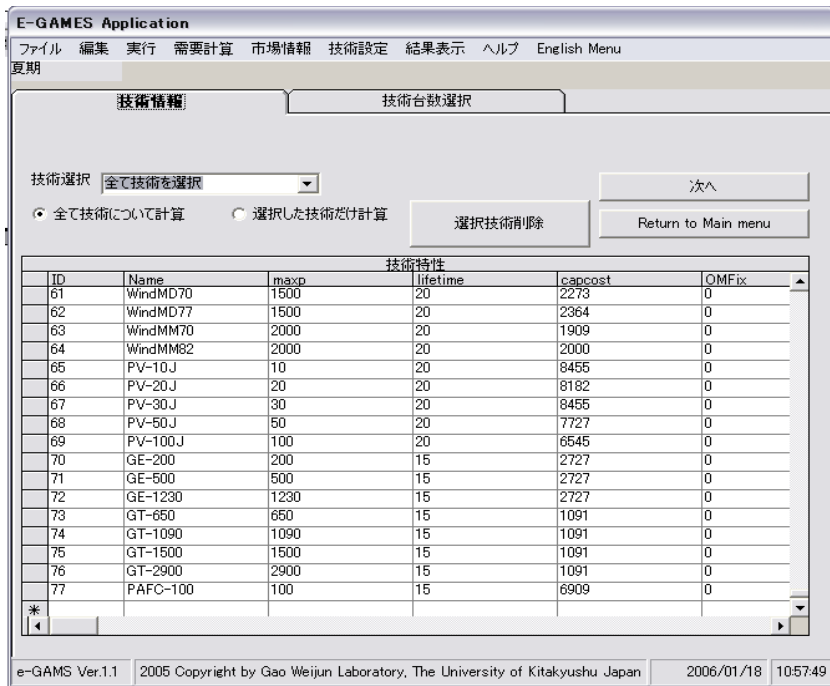 E-GAMES Application
ファイル 編集 実行 需要計算 市場情報 技術設定 結果表示 ヘルプ English Menu
夏期
技術情報 技術台数選択
技術選択 全て技術を選択 次へ
全て技術について計算 選択した技術だけ計算 選択技術削除 Return to Main menu
技術特性
ID Name maxp lifetime capcost OMFix
61 WindMD70 1500 20 2273 0
62 WindMD77 1500 20 2364 0
63 WindMM70 2000 20 1909 0
64 WindMM82 2000 20 2000 0
65 PV-10J 10 20 8455 0
66 PV-20J 20 20 8182 0
67 PV-30J 30 20 8455 0
68 PV-50J 50 20 7727 0
69 PV-100J 100 20 6545 0
70 GE-200 200 15 2727 0
71 GE-500 500 15 2727 0
72 GE-1230 1230 15 2727 0
73 GT-650 650 15 1091 0
74 GT-1090 1090 15 1091 0
75 GT-1500 1500 15 1091 0
76 GT-2900 2900 15 1091 0
77 PAFC-100 100 15 6909 0
e-GAMS Ver.1.1 2005 Copyright by Gao Weijun Laboratory, The University of Kitakyushu Japan 2006/01/18 10:57:49